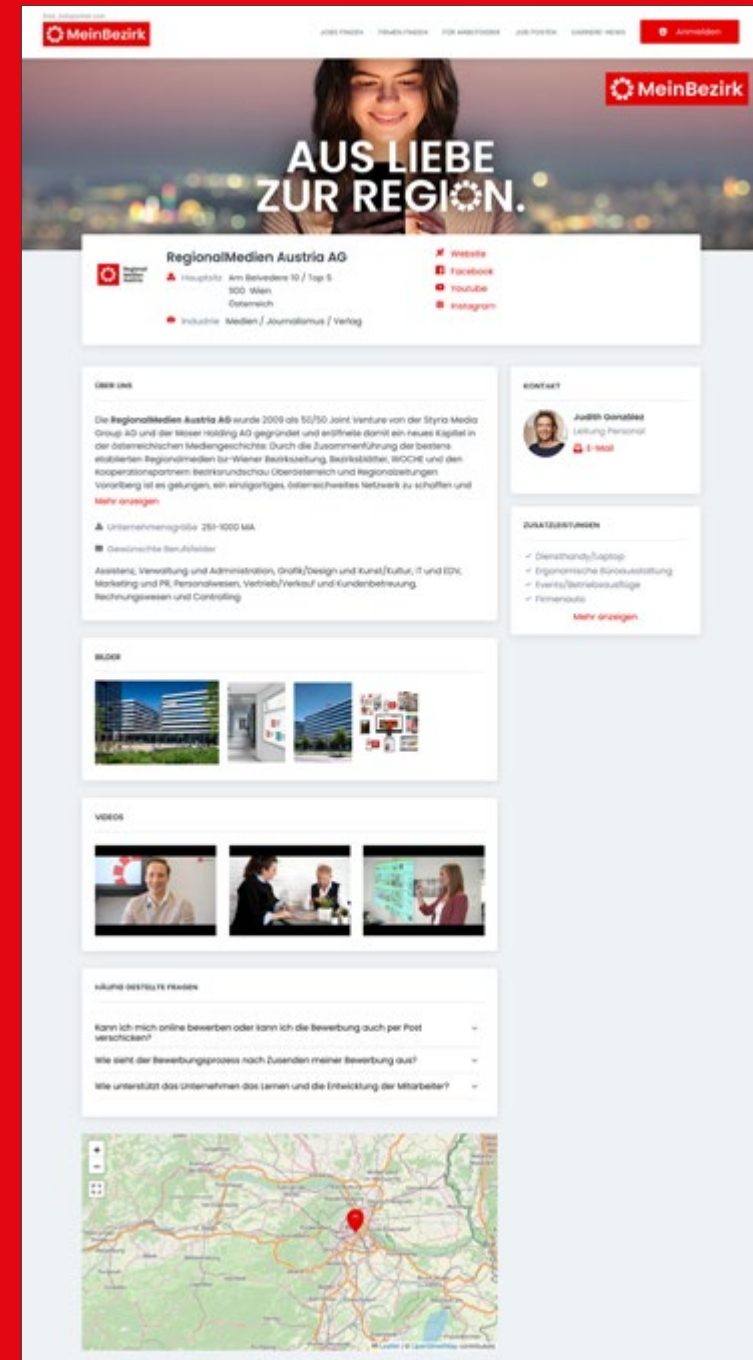 MeinBezirk
JOBS FINDEN FIRMEN FINDEN FÜR ARBEITGEBER JOB POSTEN KARRIERE-NEWS Anmelden
MeinBezirk
AUS LIEBE
ZUR REGION.
Regional
Medien
Austria
RegionalMedien Austria AG
Hauptsitz Am Belvedere 10 / Top 5
1100 Wien
Österreich
Industrie Medien / Journalismus / Verlag
Website
Facebook
Youtube
Instagram
ÜBER UNS
Die RegionalMedien Austria AG wurde 2009 als 50/50 Joint Venture von der Styria Media
Group AG und der Moser Holding AG gegründet und eröffnete damit ein neues Kapitel in
der österreichischen Mediengeschichte: Durch die Zusammenführung der bestens
etablierten Regionalmedien bz-Wiener Bezirkszeitung, Bezirksblätter, WOCHE und den
Kooperationspartnern Bezirksrundschau Oberösterreich und Regionalzeitungen
Vorarlberg ist es gelungen, ein einzigartiges, österreichweites Netzwerk zu schaffen und
Mehr anzeigen
Unternehmensgröße 251-1000 MA
Gewünschte Berufsfelder
Assistenz, Verwaltung und Administration, Grafik/Design und Kunst/Kultur, IT und EDV,
Marketing und PR, Personalwesen, Vertrieb/Verkauf und Kundenbetreuung,
Rechnungswesen und Controlling
KONTAKT
Judith González
Leitung Personal
E-Mail
ZUSATZLEISTUNGEN
Diensthandy/Laptop
Ergonomische Büroausstattung
Events/Betriebsausflüge
Firmenauto
Mehr anzeigen
BILDER
VIDEOS
HÄUFIG GESTELLTE FRAGEN
Kann ich mich online bewerben oder kann ich die Bewerbung auch per Post
verschicken?
Wie sieht der Bewerbungsprozess nach Zusenden meiner Bewerbung aus?
Wie unterstützt das Unternehmen das Lernen und die Entwicklung der Mitarbeiter?
+
−
Leaflet | © OpenStreetMap contributors